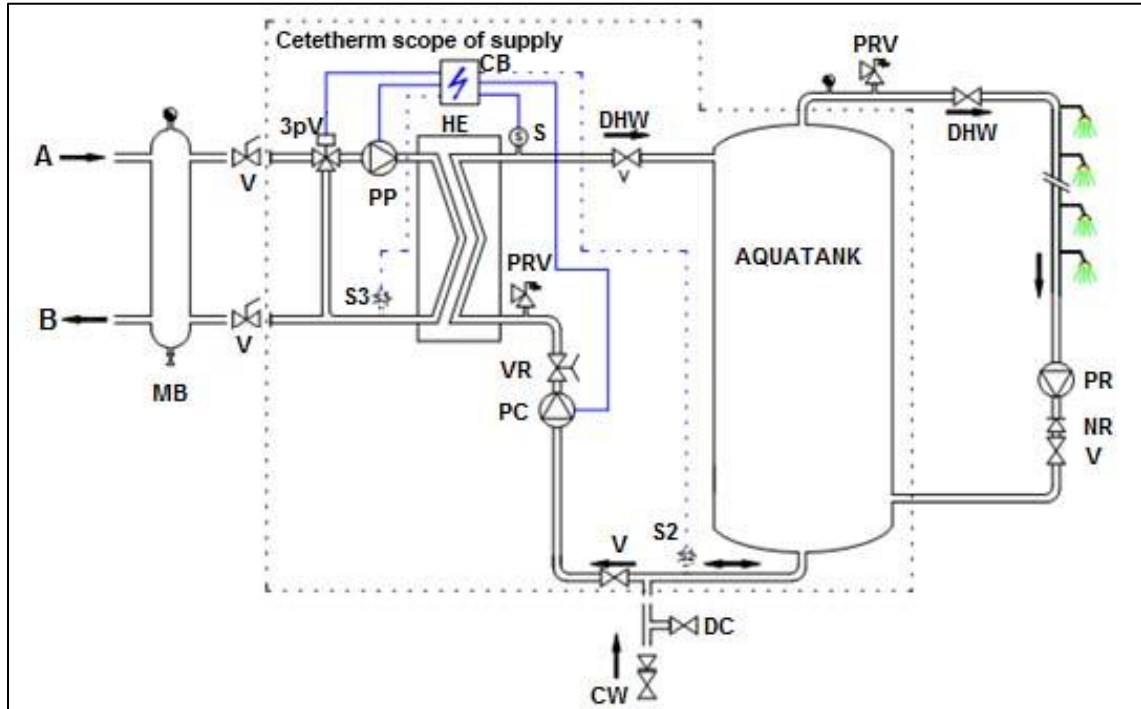 Cetetherm scope of supply
CB
PRV
3pV
HE
S
DHW
DHW
A
V
PP
V
AQUATANK
PRV
S3
B
V
VR
MB
PC
PR
NR
V
S2
V
DC
CW